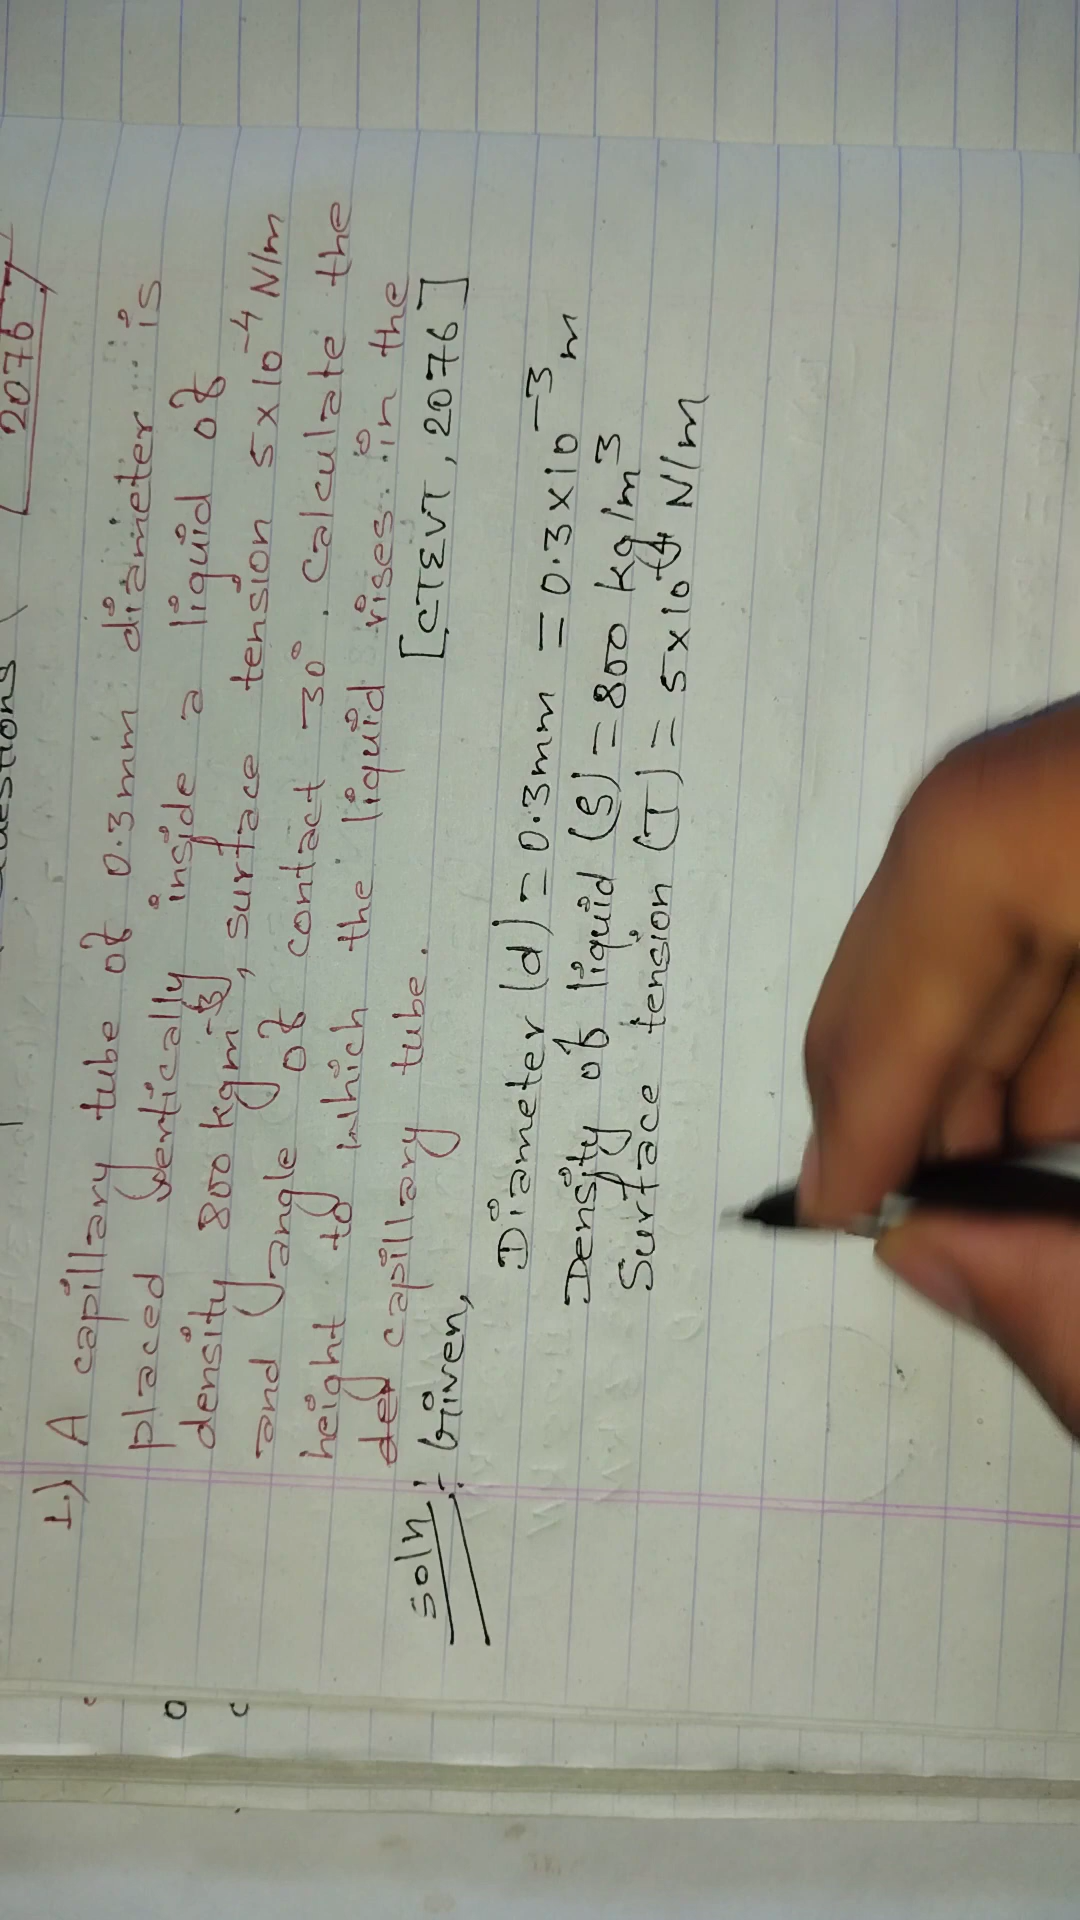 [2076]
1.) A capillary tube of 0.3mm diameter is
placed vertically inside a liquid of
density 800 kgm⁻³, surface tension 5×10⁻⁴ N/m
and angle of contact 30°. Calculate the
height to which the liquid rises in the
capillary tube. [CTEVT, 2076]
Soln:- Given,
Diameter (d) = 0.3mm = 0.3×10⁻³ m
Density of liquid (ρ) = 800 kg/m³
Surface tension (T) = 5×10⁻⁴ N/m